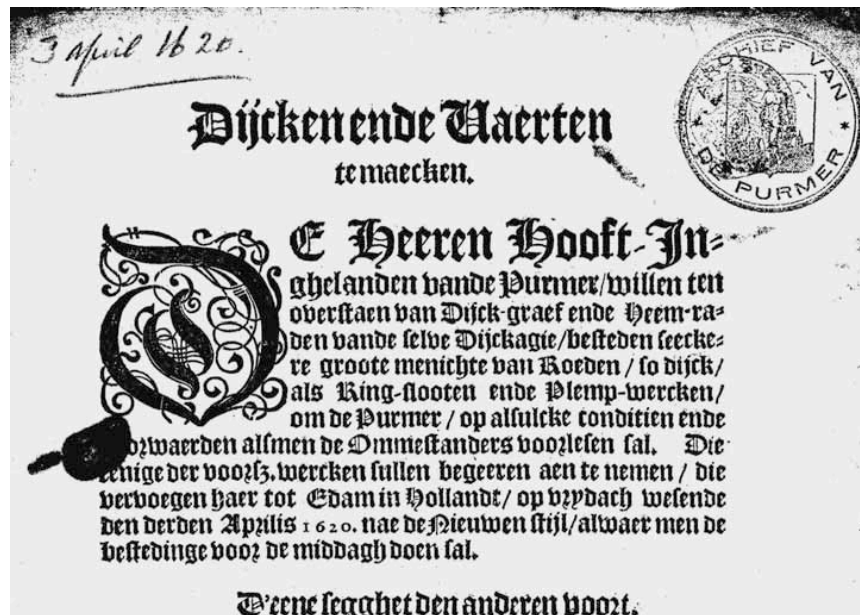 3 April 1620.
ARCHIEF VAN
DE PURMER
Dijcken ende Vaerten
te maecken.
DE Heeren Hooft-In-
ghelanden vande Purmer/willen ten
overstaen van Dijck-graef ende Heem-ra-
den vande selve Dijckagie/besteden seecke-
re groote menichte van Roeden / so dijck/
als Ring-slooten ende Plemp-wercken/
om de Purmer / op alsulcke conditien ende
voorwaerden alsmen de Ommestanders voorlesen sal. Die
eenige der voorsz. wercken sullen begeeren aen te nemen / die
vervoegen haer tot Edam in Hollandt/ op vrydach wesende
den derden Aprilis 1620. nae de Nieuwen stijl/alwaer men de
bestedinge voor de middagh doen sal.
D'eene segghet den anderen voort.